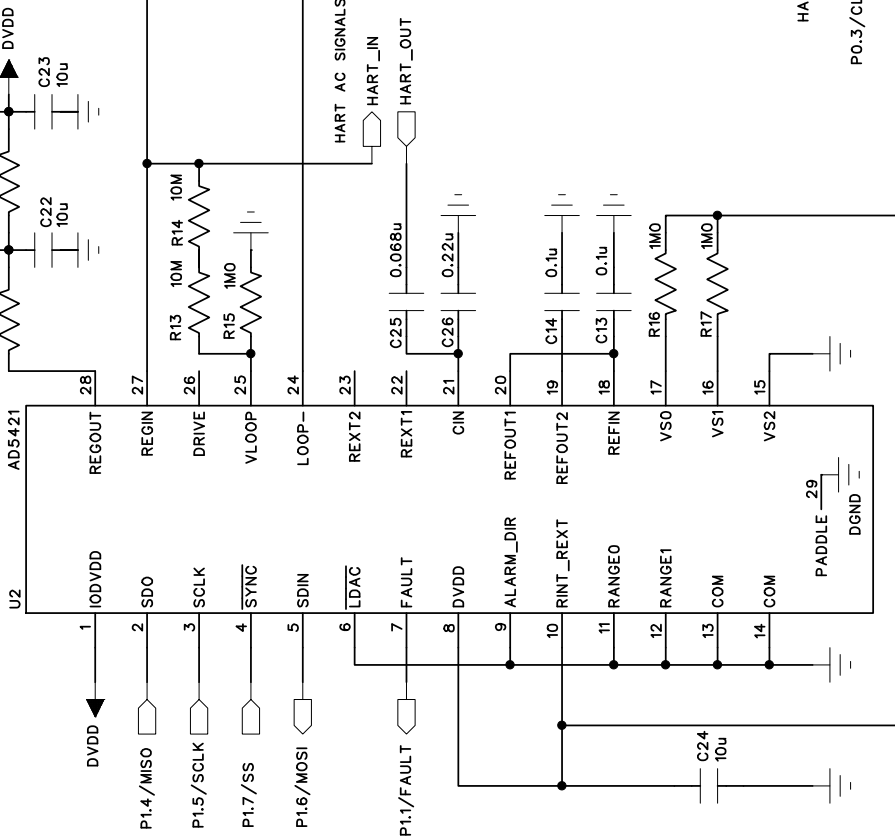 DVDD
C23
10u
C22
10u
HART AC SIGNALS
HART_IN
HART_OUT
HA
P0.3/CL
R14
10M
R13
10M
R15
1M0
C25
0.068u
C26
0.22u
C14
0.1u
C13
0.1u
R16
1M0
R17
1M0
28
27
26
25
24
23
22
21
20
19
18
17
16
15
AD5421
REGOUT
REGIN
DRIVE
VLOOP
LOOP-
REXT2
REXT1
CIN
REFOUT1
REFOUT2
REFIN
VS0
VS1
VS2
PADDLE
29
DGND
U2
IODVDD
SDO
SCLK
SYNC
SDIN
LDAC
FAULT
DVDD
ALARM_DIR
RINT_REXT
RANGE0
RANGE1
COM
COM
1
2
3
4
5
6
7
8
9
10
11
12
13
14
DVDD
P1.4/MISO
P1.5/SCLK
P1.7/SS
P1.6/MOSI
P1.1/FAULT
C24
10u